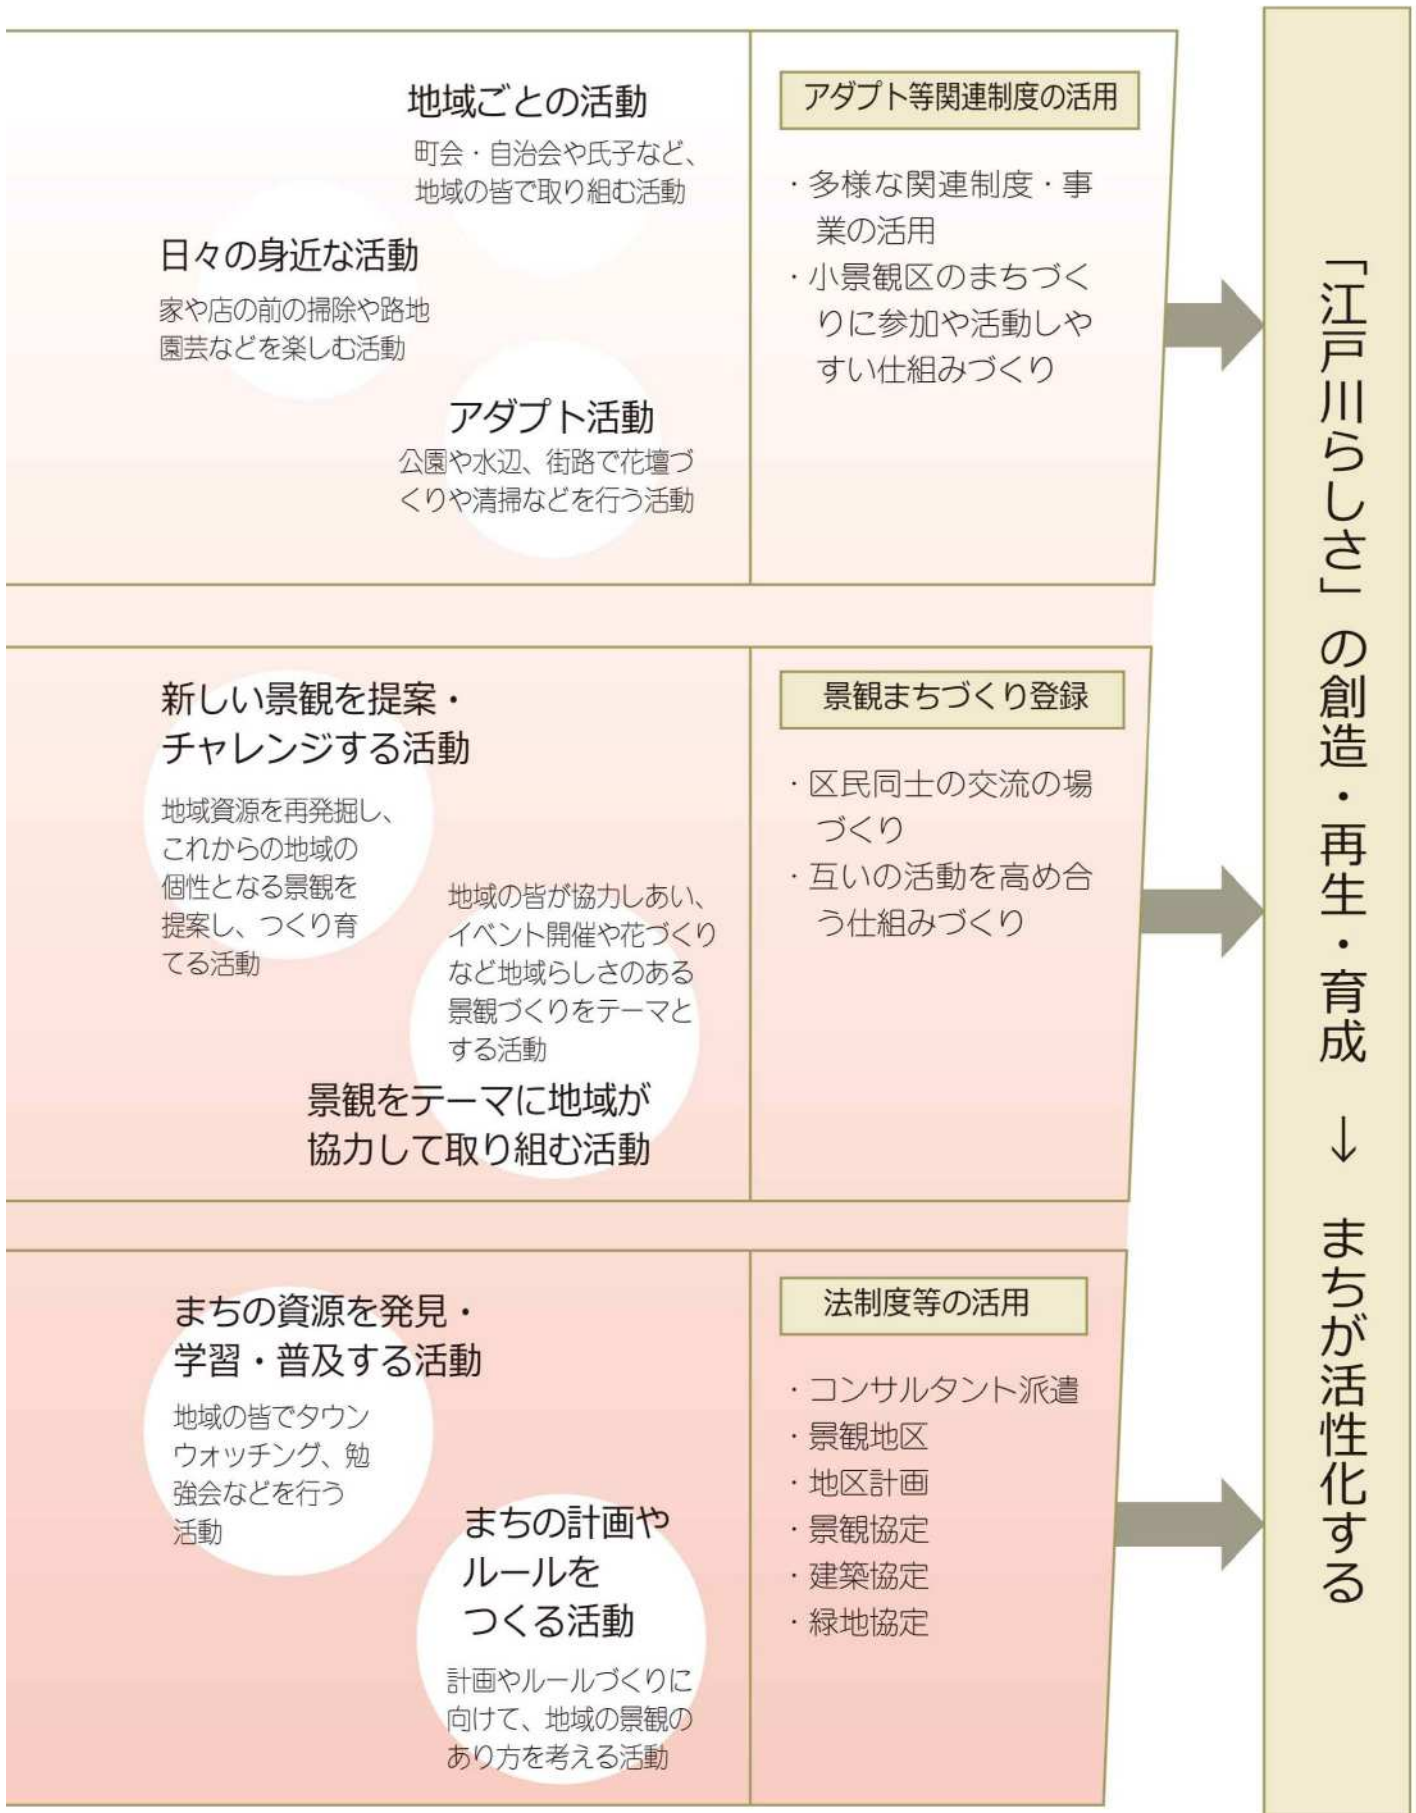 地域ごとの活動
町会・自治会や氏子など、
地域の皆で取り組む活動
日々の身近な活動
家や店の前の掃除や路地
園芸などを楽しむ活動
アダプト活動
公園や水辺、街路で花壇づ
くりや清掃などを行う活動
アダプト等関連制度の活用
・多様な関連制度・事
業の活用
・小景観区のまちづく
りに参加や活動しや
すい仕組みづくり
新しい景観を提案・
チャレンジする活動
地域資源を再発掘し、
これからの地域の
個性となる景観を
提案し、つくり育
てる活動
地域の皆が協力しあい、
イベント開催や花づくり
など地域らしさのある
景観づくりをテーマと
する活動
景観をテーマに地域が
協力して取り組む活動
景観まちづくり登録
・区民同士の交流の場
づくり
・互いの活動を高め合
う仕組みづくり
まちの資源を発見・
学習・普及する活動
地域の皆でタウン
ウォッチング、勉
強会などを行う
活動
まちの計画や
ルールを
つくる活動
計画やルールづくりに
向けて、地域の景観の
あり方を考える活動
法制度等の活用
・コンサルタント派遣
・景観地区
・地区計画
・景観協定
・建築協定
・緑地協定
「江戸川らしさ」の創造・再生・育成 → まちが活性化する